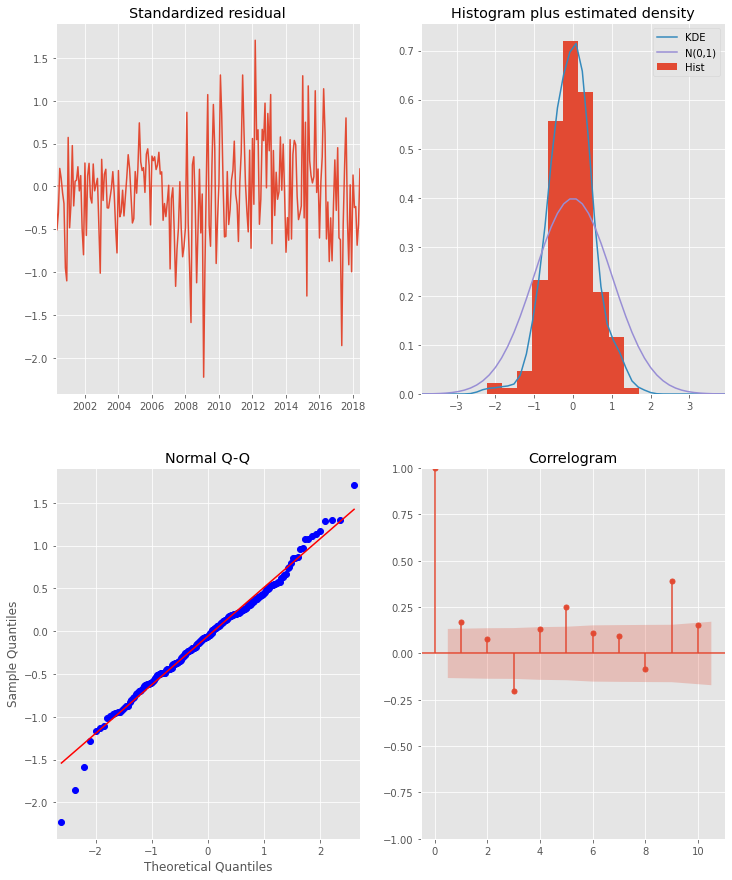 Standardized residual
1.5
1.0
0.5
0.0
−0.5
−1.0
−1.5
−2.0
2002 2004 2006 2008 2010 2012 2014 2016 2018
Histogram plus estimated density
KDE
N(0,1)
Hist
0.7
0.6
0.5
0.4
0.3
0.2
0.1
0.0
−3 −2 −1 0 1 2 3
Normal Q-Q
Sample Quantiles
1.5
1.0
0.5
0.0
−0.5
−1.0
−1.5
−2.0
−2 −1 0 1 2
Theoretical Quantiles
Correlogram
1.00
0.75
0.50
0.25
0.00
−0.25
−0.50
−0.75
−1.00
0 2 4 6 8 10